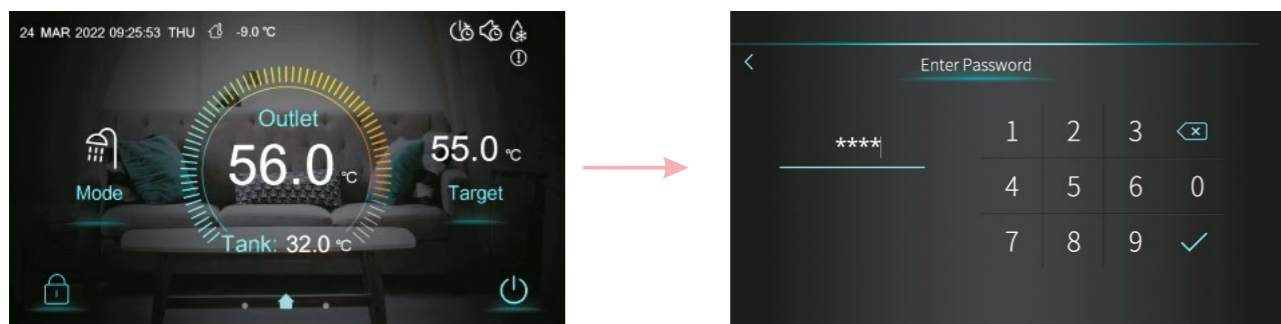 24 MAR 2022 09:25:53 THU -9.0 ℃
Outlet
56.0 ℃
55.0 ℃
Mode
Target
Tank: 32.0 ℃
Enter Password
****
1 2 3
4 5 6 0
7 8 9